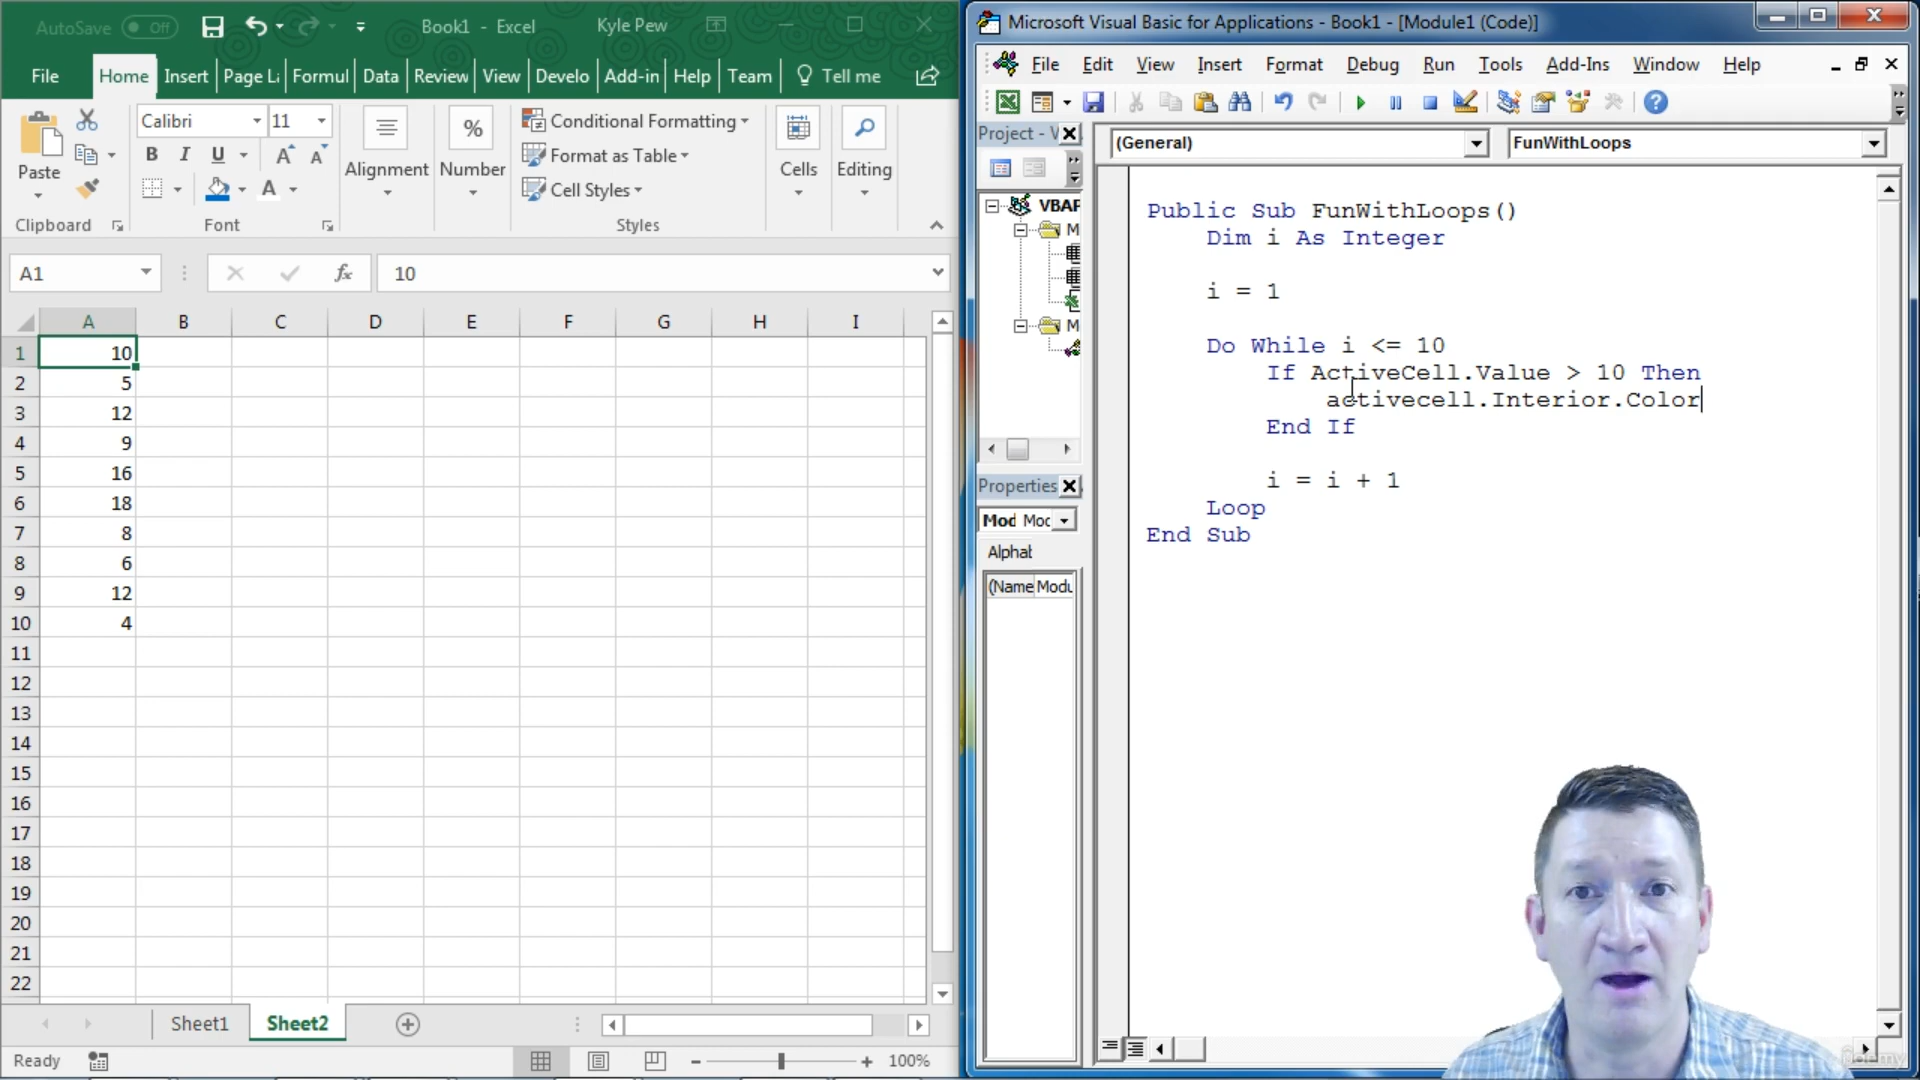 AutoSave Off Book1 - Excel Kyle Pew
File Home Insert Page L Formul Data Review View Develo Add-in Help Team Tell me
Paste
Clipboard
Calibri 11
B I U A A
A
Font
Alignment
% Number
Conditional Formatting
Format as Table
Cell Styles
Styles
Cells
Editing
A1 fx 10
A B C D E F G H I
1 10
2 5
3 12
4 9
5 16
6 18
7 8
8 6
9 12
10 4
11
12
13
14
15
16
17
18
19
20
21
22
Sheet1 Sheet2
Ready 100%
Microsoft Visual Basic for Applications - Book1 - [Module1 (Code)]
File Edit View Insert Format Debug Run Tools Add-Ins Window Help
Project - V
VBAP
M
M
Properties
Mod Moc
Alphab
(Name Modu
(General) FunWithLoops
Public Sub FunWithLoops()
Dim i As Integer
i = 1
Do While i <= 10
If ActiveCell.Value > 10 Then
activecell.Interior.Color
End If
i = i + 1
Loop
End Sub
Udemy